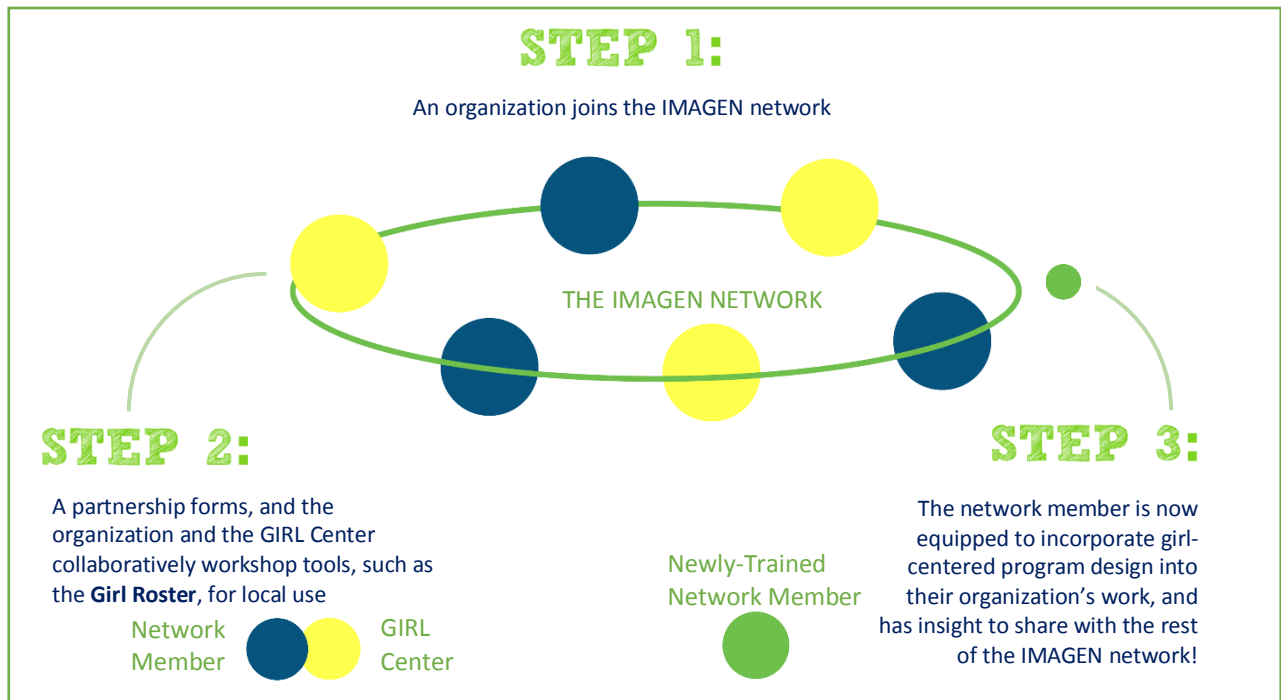 STEP 1:
An organization joins the IMAGEN network
THE IMAGEN NETWORK
STEP 2:
A partnership forms, and the
organization and the GIRL Center
collaboratively workshop tools, such as
the Girl Roster, for local use
Network
Member
GIRL
Center
Newly-Trained
Network Member
STEP 3:
The network member is now
equipped to incorporate girl-
centered program design into
their organization’s work, and
has insight to share with the rest
of the IMAGEN network!